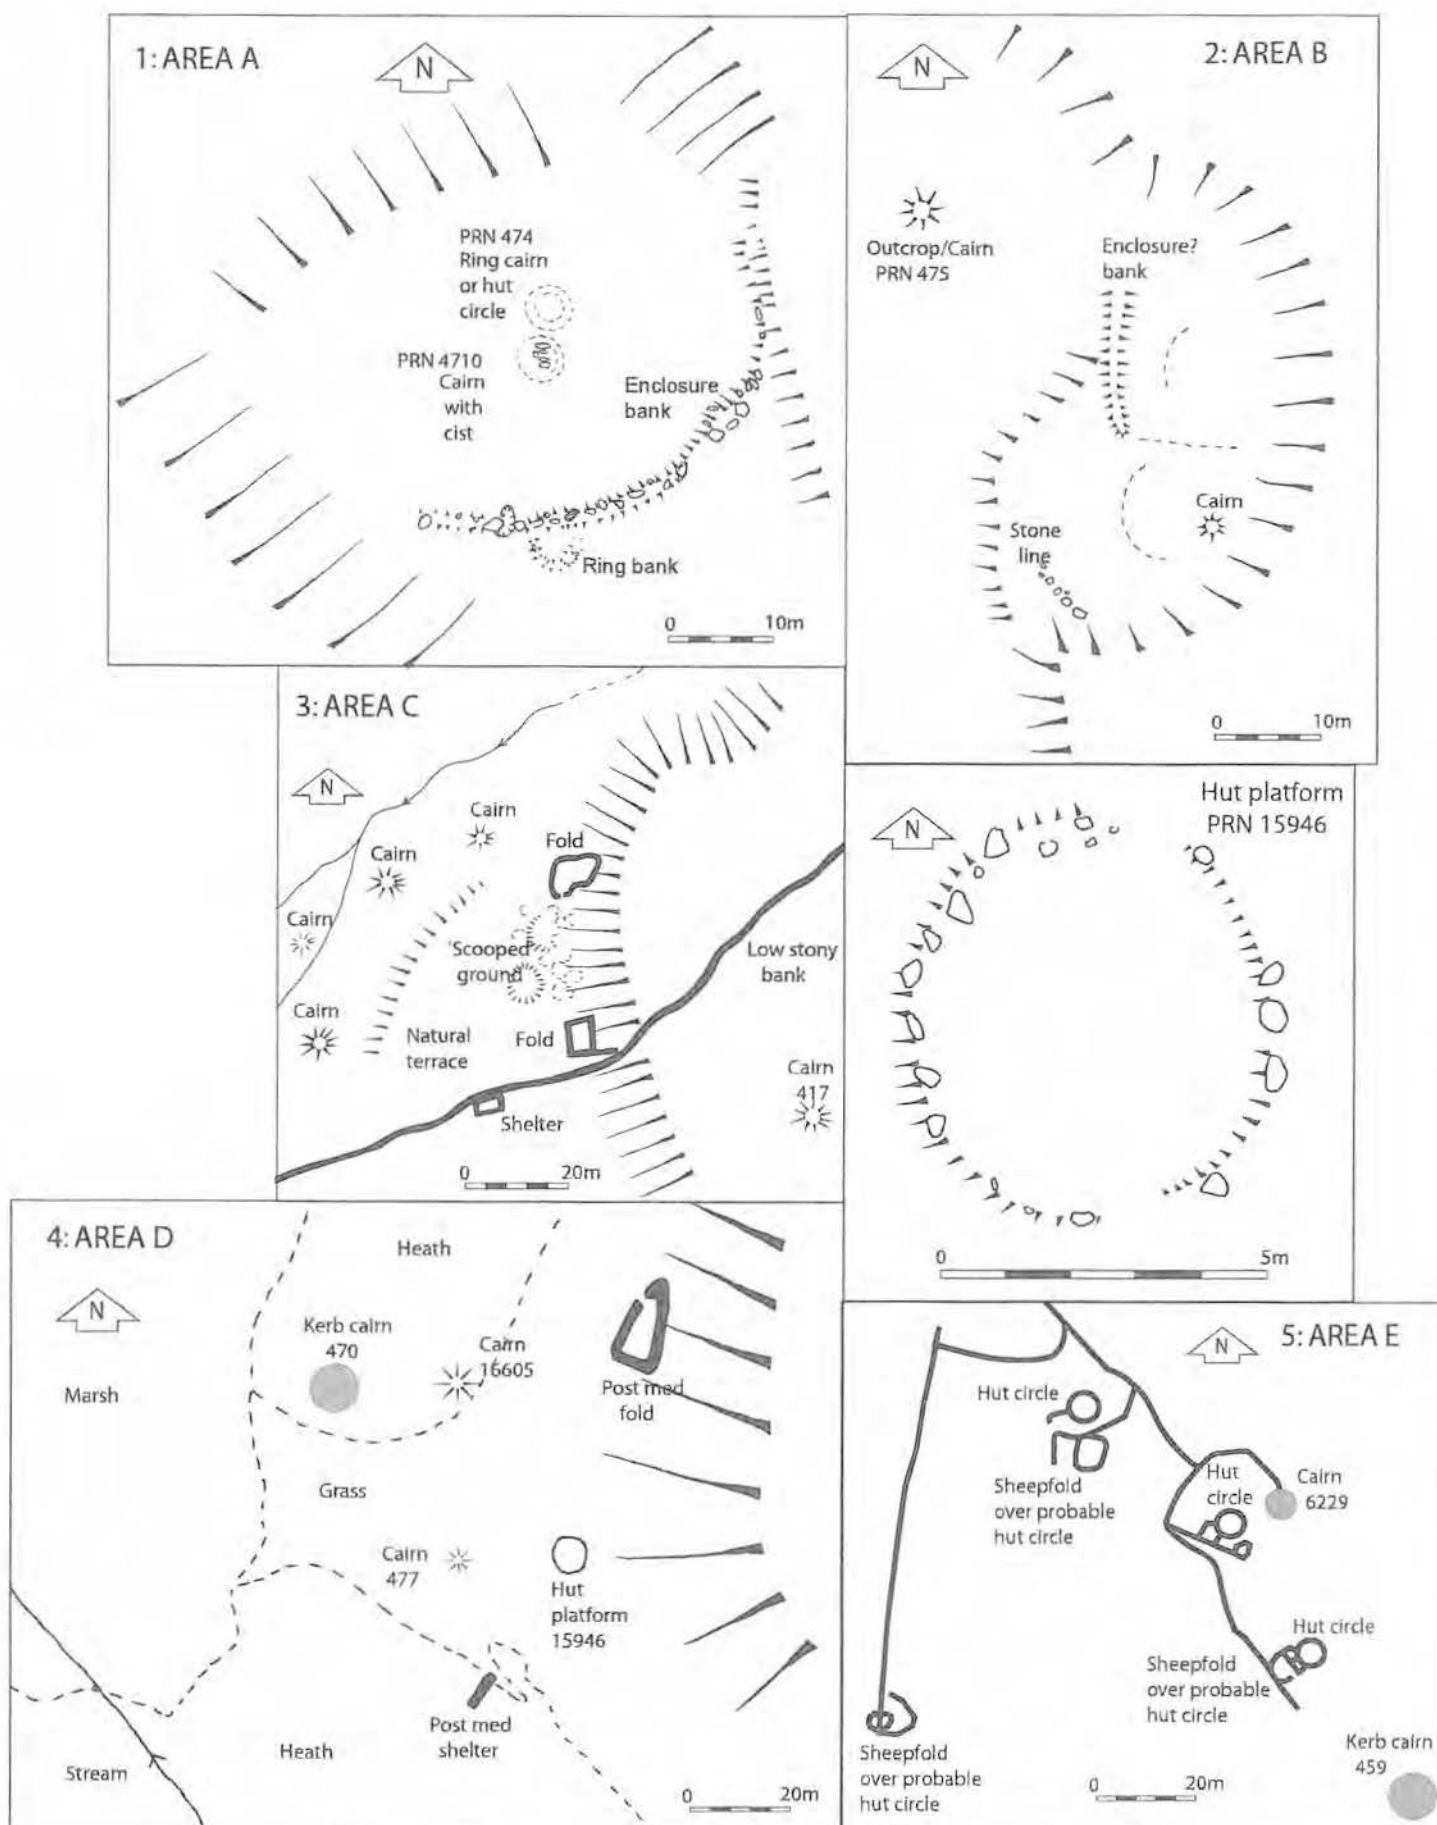 1: AREA A
N
PRN 474
Ring cairn
or hut
circle
PRN 4710
Cairn
with
cist
Enclosure
bank
Ring bank
0 10m
2: AREA B
N
Outcrop/Cairn
PRN 475
Enclosure?
bank
Cairn
Stone
line
0 10m
3: AREA C
N
Cairn
Cairn
Fold
Cairn
Scooped
ground
Low stony
bank
Cairn
Natural
terrace
Fold
Cairn
417
Shelter
0 20m
Hut platform
PRN 15946
N
0 5m
4: AREA D
N
Heath
Kerb cairn
470
Cairn
16605
Marsh
Post med
fold
Grass
Cairn
477
Hut
platform
15946
Post med
shelter
Heath
Stream
0 20m
5: AREA E
N
Hut circle
Sheepfold
over probable
hut circle
Hut
circle
Cairn
6229
Hut circle
Sheepfold
over probable
hut circle
Sheepfold
over probable
hut circle
Kerb cairn
459
0 20m